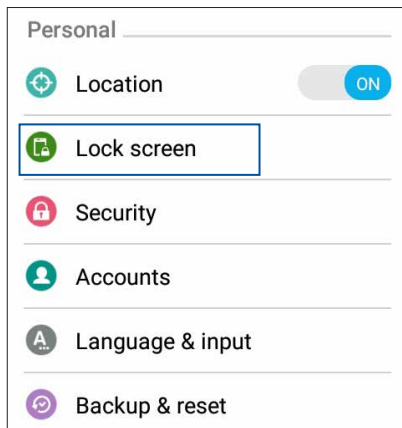 Personal
Location ON
Lock screen
Security
Accounts
Language & input
Backup & reset